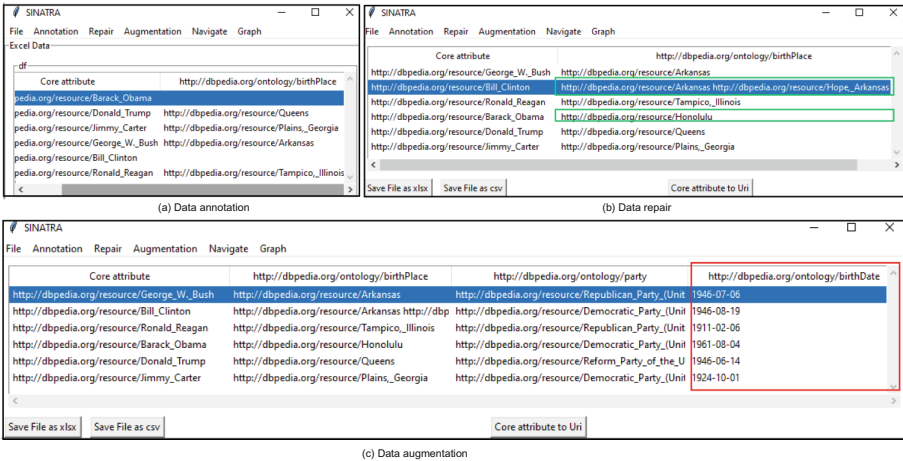 SINATRA
File Annotation Repair Augmentation Navigate Graph
Excel Data
df
Core attribute http://dbpedia.org/ontology/birthPlace
pedia.org/resource/Barack_Obama
pedia.org/resource/Donald_Trump http://dbpedia.org/resource/Queens
pedia.org/resource/Jimmy_Carter http://dbpedia.org/resource/Plains,_Georgia
pedia.org/resource/George_W._Bush http://dbpedia.org/resource/Arkansas
pedia.org/resource/Bill_Clinton
pedia.org/resource/Ronald_Reagan http://dbpedia.org/resource/Tampico,_Illinois
(a) Data annotation
SINATRA
File Annotation Repair Augmentation Navigate Graph
Core attribute http://dbpedia.org/ontology/birthPlace
http://dbpedia.org/resource/George_W._Bush http://dbpedia.org/resource/Arkansas
http://dbpedia.org/resource/Bill_Clinton http://dbpedia.org/resource/Arkansas http://dbpedia.org/resource/Hope,_Arkansas
http://dbpedia.org/resource/Ronald_Reagan http://dbpedia.org/resource/Tampico,_Illinois
http://dbpedia.org/resource/Barack_Obama http://dbpedia.org/resource/Honolulu
http://dbpedia.org/resource/Donald_Trump http://dbpedia.org/resource/Queens
http://dbpedia.org/resource/Jimmy_Carter http://dbpedia.org/resource/Plains,_Georgia
Save File as xlsx Save File as csv Core attribute to Uri
(b) Data repair
SINATRA
File Annotation Repair Augmentation Navigate Graph
Core attribute http://dbpedia.org/ontology/birthPlace http://dbpedia.org/ontology/party http://dbpedia.org/ontology/birthDate
http://dbpedia.org/resource/George_W._Bush http://dbpedia.org/resource/Arkansas http://dbpedia.org/resource/Republican_Party_(Unit 1946-07-06
http://dbpedia.org/resource/Bill_Clinton http://dbpedia.org/resource/Arkansas http://dbp http://dbpedia.org/resource/Democratic_Party_(Unit 1946-08-19
http://dbpedia.org/resource/Ronald_Reagan http://dbpedia.org/resource/Tampico,_Illinois http://dbpedia.org/resource/Republican_Party_(Unit 1911-02-06
http://dbpedia.org/resource/Barack_Obama http://dbpedia.org/resource/Honolulu http://dbpedia.org/resource/Democratic_Party_(Unit 1961-08-04
http://dbpedia.org/resource/Donald_Trump http://dbpedia.org/resource/Queens http://dbpedia.org/resource/Reform_Party_of_the_U 1946-06-14
http://dbpedia.org/resource/Jimmy_Carter http://dbpedia.org/resource/Plains,_Georgia http://dbpedia.org/resource/Democratic_Party_(Unit 1924-10-01
Save File as xlsx Save File as csv Core attribute to Uri
(c) Data augmentation